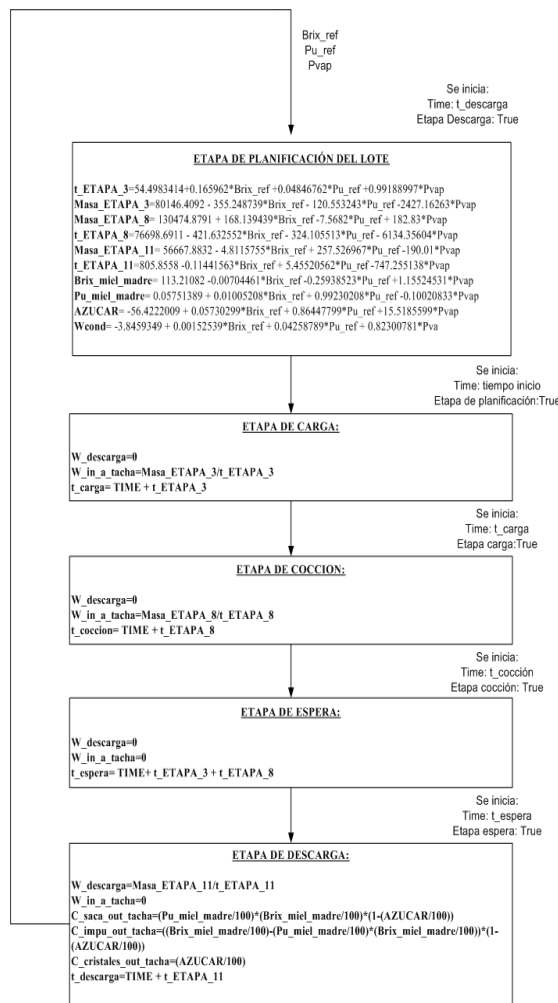 Brix_ref
Pu_ref
Pvap
Se inicia:
Time: t_descarga
Etapa Descarga: True
ETAPA DE PLANIFICACIÓN DEL LOTE
t_ETAPA_3=54.4983414+0.165962*Brix_ref +0.04846762*Pu_ref +0.99188997*Pvap
Masa_ETAPA_3=80146.4092 - 355.248739*Brix_ref - 120.553243*Pu_ref -2427.16263*Pvap
Masa_ETAPA_8= 130474.8791 + 168.139439*Brix_ref -7.5682*Pu_ref + 182.83*Pvap
t_ETAPA_8=76698.6911 - 421.632552*Brix_ref - 324.105513*Pu_ref - 6134.35604*Pvap
Masa_ETAPA_11= 56667.8832 - 4.8115755*Brix_ref + 257.526967*Pu_ref -190.01*Pvap
t_ETAPA_11=805.8558 -0.11441563*Brix_ref + 5.45520562*Pu_ref -747.255138*Pvap
Brix_miel_madre= 113.21082 -0.00704461*Brix_ref -0.25938523*Pu_ref +1.15524531*Pvap
Pu_miel_madre= 0.05751389 + 0.01005208*Brix_ref + 0.99230208*Pu_ref -0.10020833*Pvap
AZUCAR= -56.4222009 + 0.05730299*Brix_ref + 0.86447799*Pu_ref +15.5185599*Pvap
Wcond= -3.8459349 + 0.00152539*Brix_ref + 0.04258789*Pu_ref + 0.82300781*Pva
Se inicia:
Time: tiempo inicio
Etapa de planificación:True
ETAPA DE CARGA:
W_descarga=0
W_in_a_tacha=Masa_ETAPA_3/t_ETAPA_3
t_carga= TIME + t_ETAPA_3
Se inicia:
Time: t_carga
Etapa carga:True
ETAPA DE COCCION:
W_descarga=0
W_in_a_tacha=Masa_ETAPA_8/t_ETAPA_8
t_coccion= TIME + t_ETAPA_8
Se inicia:
Time: t_cocción
Etapa cocción: True
ETAPA DE ESPERA:
W_descarga=0
W_in_a_tacha=0
t_espera= TIME+ t_ETAPA_3 + t_ETAPA_8
Se inicia:
Time: t_espera
Etapa espera: True
ETAPA DE DESCARGA:
W_descarga=Masa_ETAPA_11/t_ETAPA_11
W_in_a_tacha=0
C_saca_out_tacha=(Pu_miel_madre/100)*(Brix_miel_madre/100)*(1-(AZUCAR/100))
C_impu_out_tacha=((Brix_miel_madre/100)-(Pu_miel_madre/100)*(Brix_miel_madre/100))*(1-
(AZUCAR/100))
C_cristales_out_tacha=(AZUCAR/100)
t_descarga=TIME + t_ETAPA_11